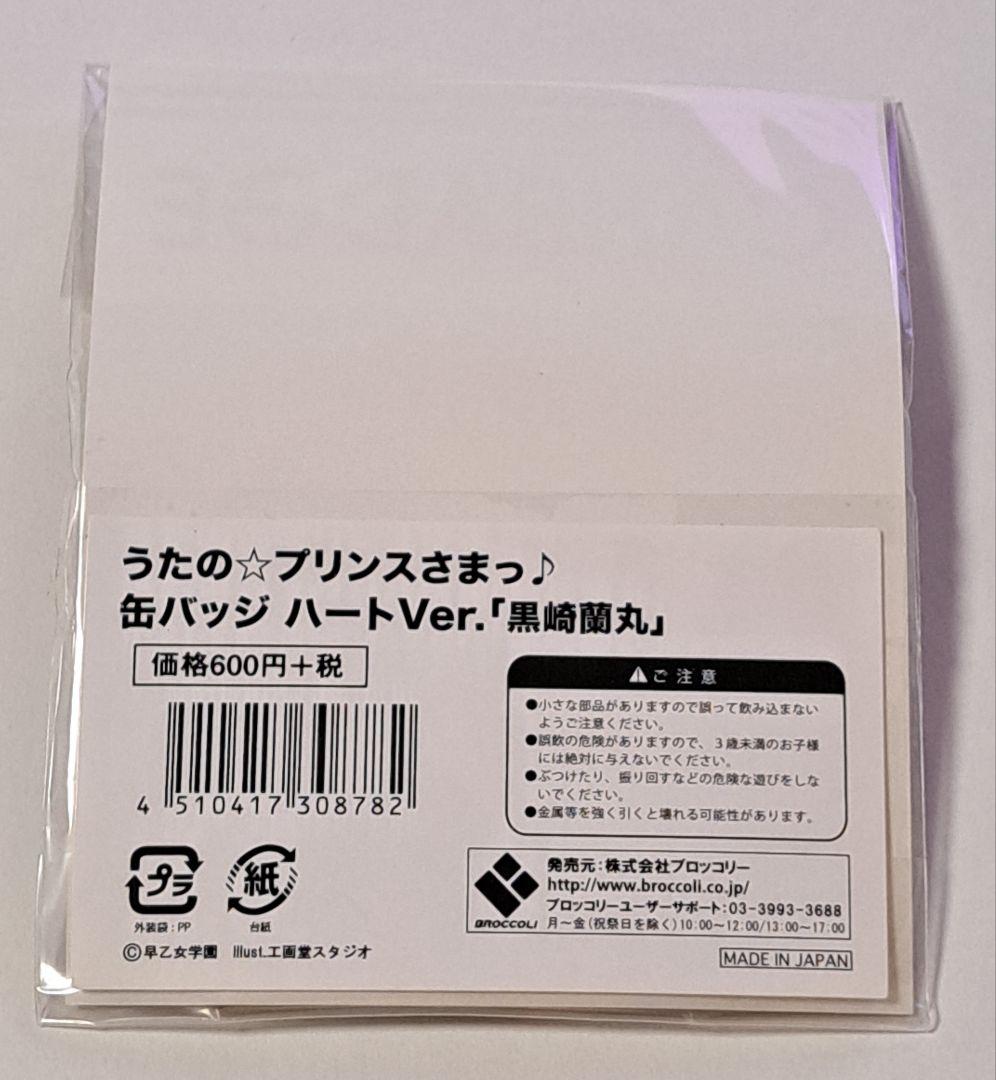 うたの☆プリンスさまっ♪
缶バッジ ハートVer.「黒崎蘭丸」
価格600円+税
4 510417 308782
⚠ご注意
●小さな部品がありますので誤って飲み込まない
ようご注意ください。
●誤飲の危険がありますので、３歳未満のお子様
には絶対に与えないでください。
●ぶつけたり、振り回すなどの危険な遊びをしな
いでください。
●金属等を強く引くと壊れる可能性があります。
プラ
外装袋：PP
紙
台紙
BROCCOLI
発売元：株式会社ブロッコリー
http://www.broccoli.co.jp/
ブロッコリーユーザーサポート：03-3993-3688
月～金（祝祭日を除く）10:00～12:00/13:00～17:00
Ⓒ早乙女学園 Illust.工画堂スタジオ
MADE IN JAPAN